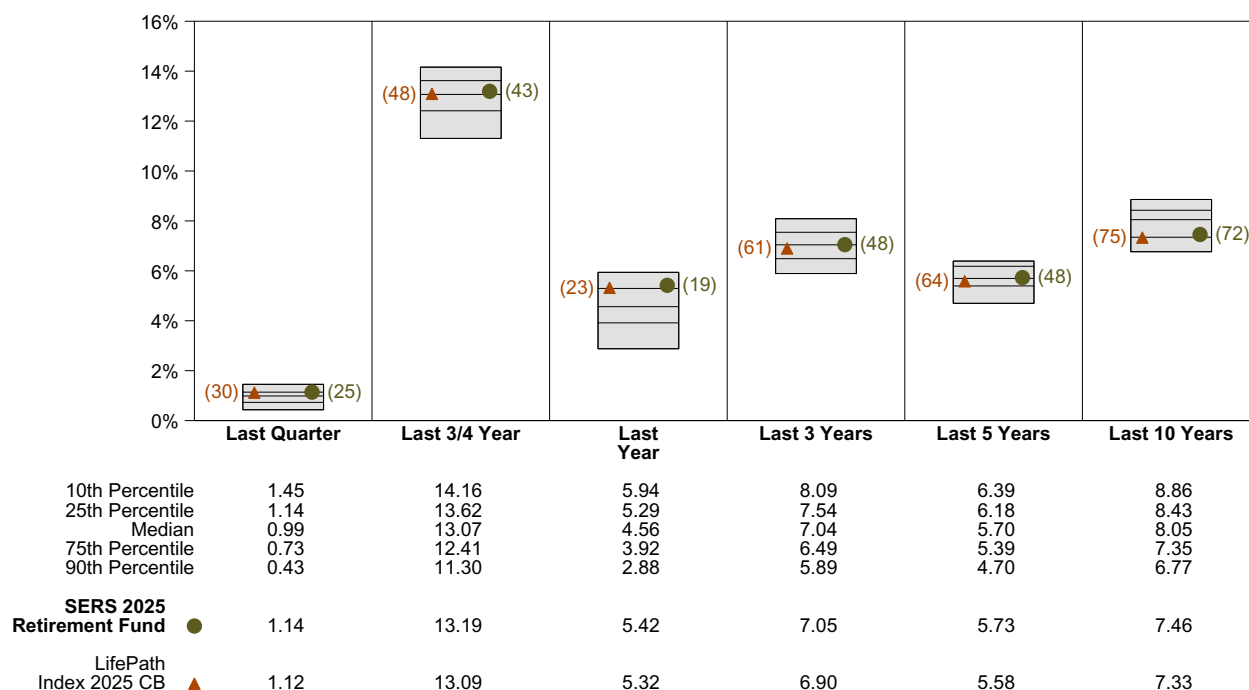 16%
14%
12%
10%
8%
6%
4%
2%
0%
(30) (25)
(48) (43)
(23) (19)
(61) (48)
(64) (48)
(75) (72)
Last Quarter Last 3/4 Year Last Year Last 3 Years Last 5 Years Last 10 Years
10th Percentile 1.45 14.16 5.94 8.09 6.39 8.86
25th Percentile 1.14 13.62 5.29 7.54 6.18 8.43
Median 0.99 13.07 4.56 7.04 5.70 8.05
75th Percentile 0.73 12.41 3.92 6.49 5.39 7.35
90th Percentile 0.43 11.30 2.88 5.89 4.70 6.77
SERS 2025
Retirement Fund 1.14 13.19 5.42 7.05 5.73 7.46
LifePath
Index 2025 CB 1.12 13.09 5.32 6.90 5.58 7.33